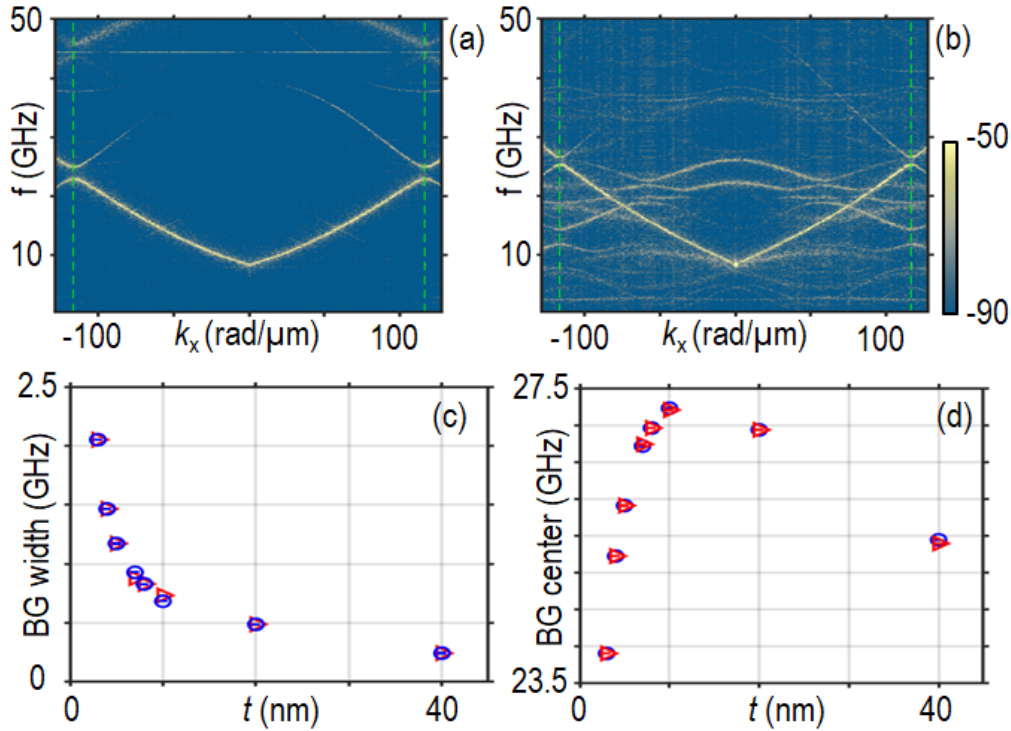 50
(a)
f (GHz)
10
-100
kx (rad/µm)
100
50
(b)
f (GHz)
10
-100
kx (rad/µm)
100
-50
-90
2.5
(c)
BG width (GHz)
0
0
t (nm)
40
27.5
(d)
BG center (GHz)
23.5
0
t (nm)
40